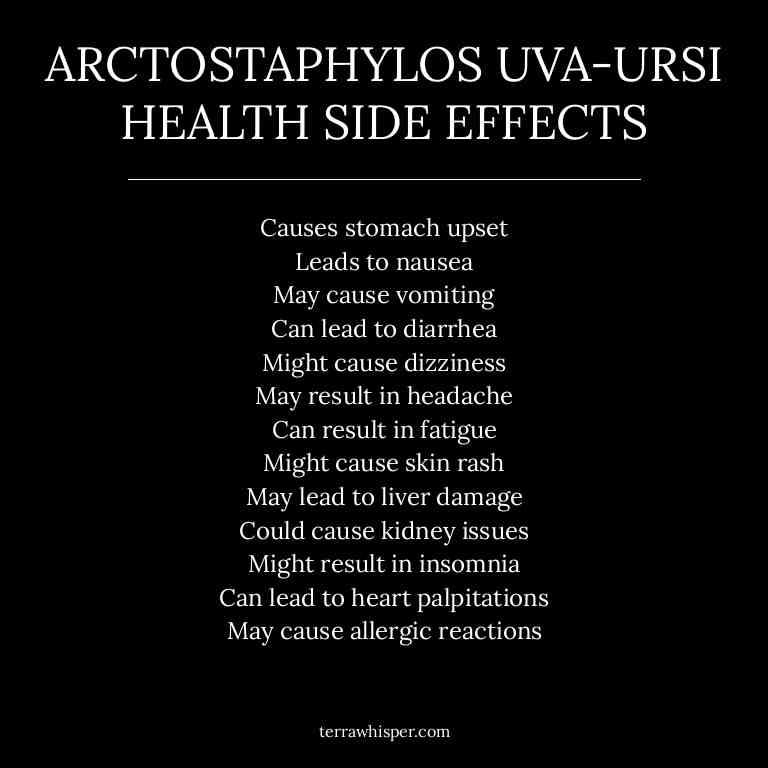 ARCTOSTAPHYLOS UVA-URSI
HEALTH SIDE EFFECTS
Causes stomach upset
Leads to nausea
May cause vomiting
Can lead to diarrhea
Might cause dizziness
May result in headache
Can result in fatigue
Might cause skin rash
May lead to liver damage
Could cause kidney issues
Might result in insomnia
Can lead to heart palpitations
May cause allergic reactions
terrawhisper.com